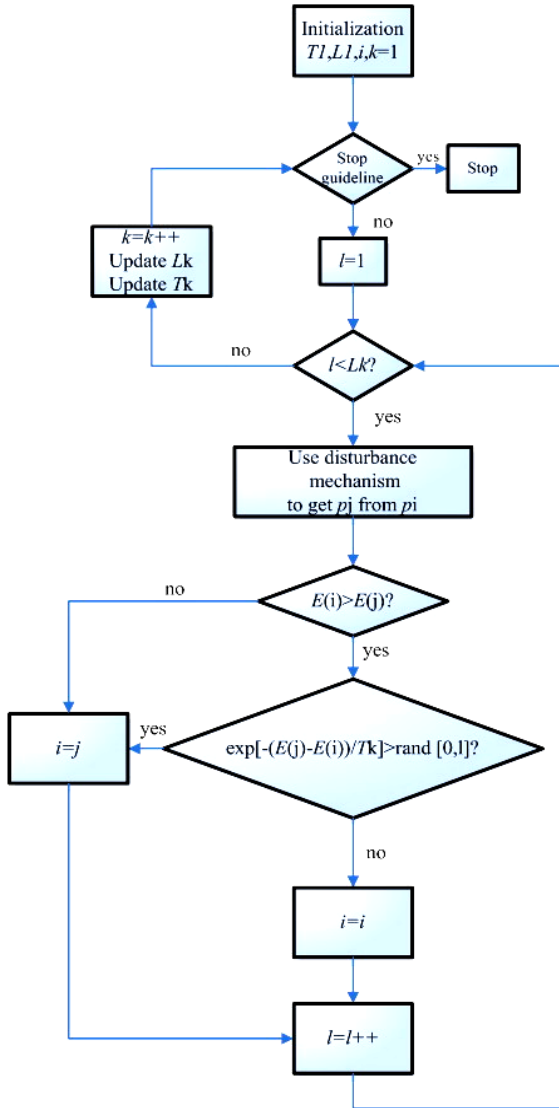 Initialization
T1,L1,i,k=1
Stop
guideline
yes
Stop
no
k=k++
Update Lk
Update Tk
l=1
no
l<Lk?
yes
Use disturbance
mechanism
to get pj from pi
no
E(i)>E(j)?
yes
i=j
yes
exp[-(E(j)-E(i))/Tk]>rand [0,l]?
no
i=i
l=l++